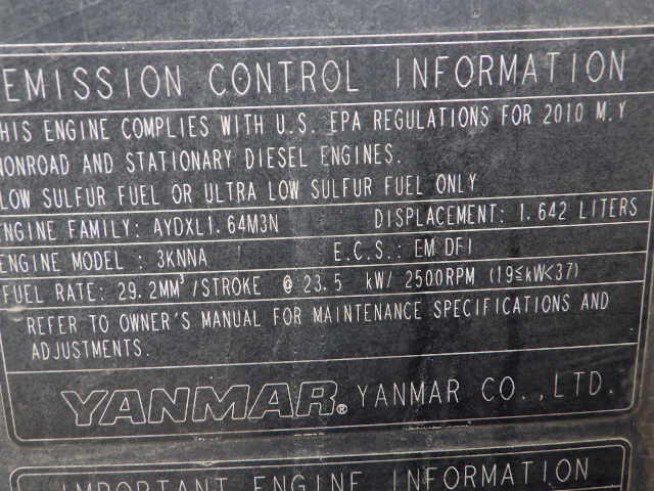 EMISSION CONTROL INFORMATION
HIS ENGINE COMPLIES WITH U.S. EPA REGULATIONS FOR 2010 M.Y
NONROAD AND STATIONARY DIESEL ENGINES.
LOW SULFUR FUEL OR ULTRA LOW SULFUR FUEL ONLY
ENGINE FAMILY: AYDXL1.64M3N DISPLACEMENT: 1.642 LITERS
ENGINE MODEL : 3KNNA E.C.S.: EM DFI
FUEL RATE: 29.2MM³/STROKE @ 23.5 kW/ 2500RPM (19≦kW<37)
REFER TO OWNER'S MANUAL FOR MAINTENANCE SPECIFICATIONS AND
ADJUSTMENTS.
YANMAR® YANMAR CO.,LTD.
IMPORTANT ENGINE INFORMATION